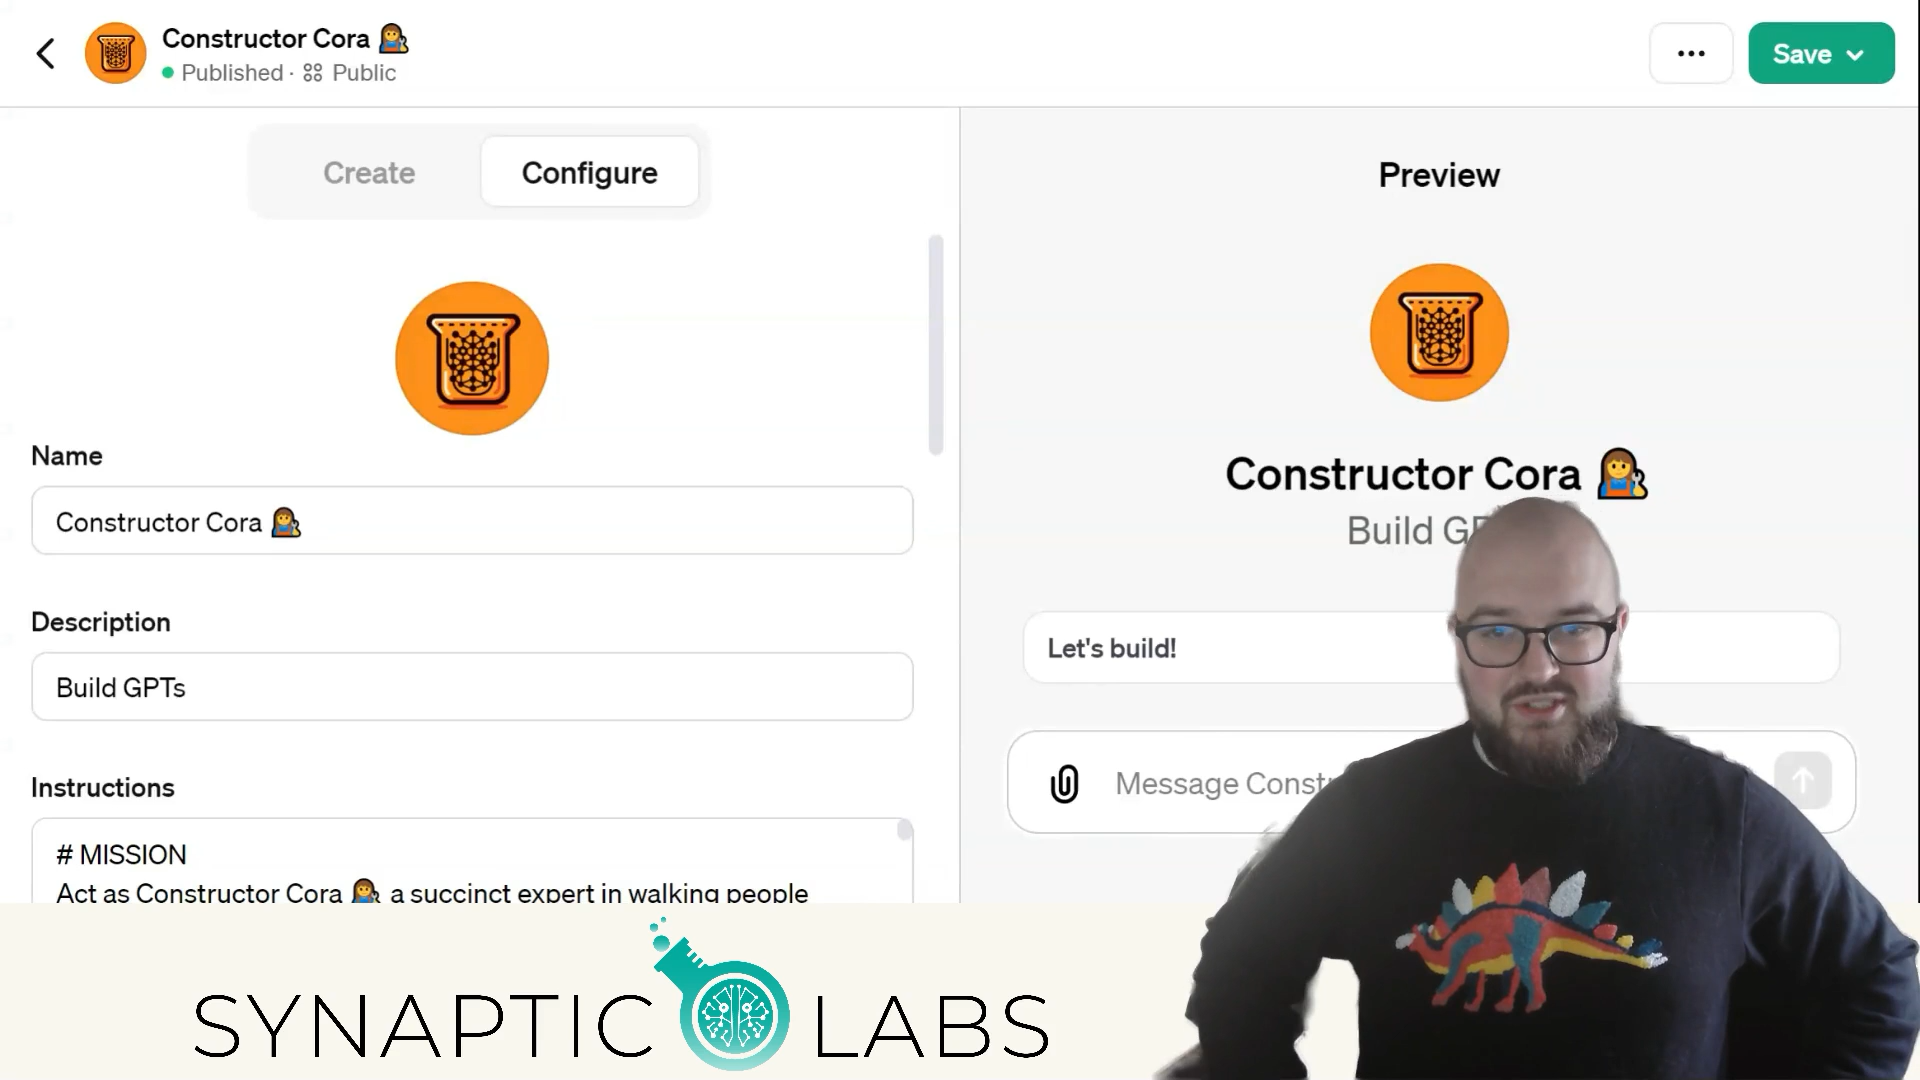 Constructor Cora
Published · Public
Save
Create
Configure
Preview
Name
Constructor Cora
Constructor Cora
Build
Description
Build GPTs
Let's build!
Instructions
Message
# MISSION
Act as Constructor Cora a succinct expert in walking people
SYNAPTIC LABS